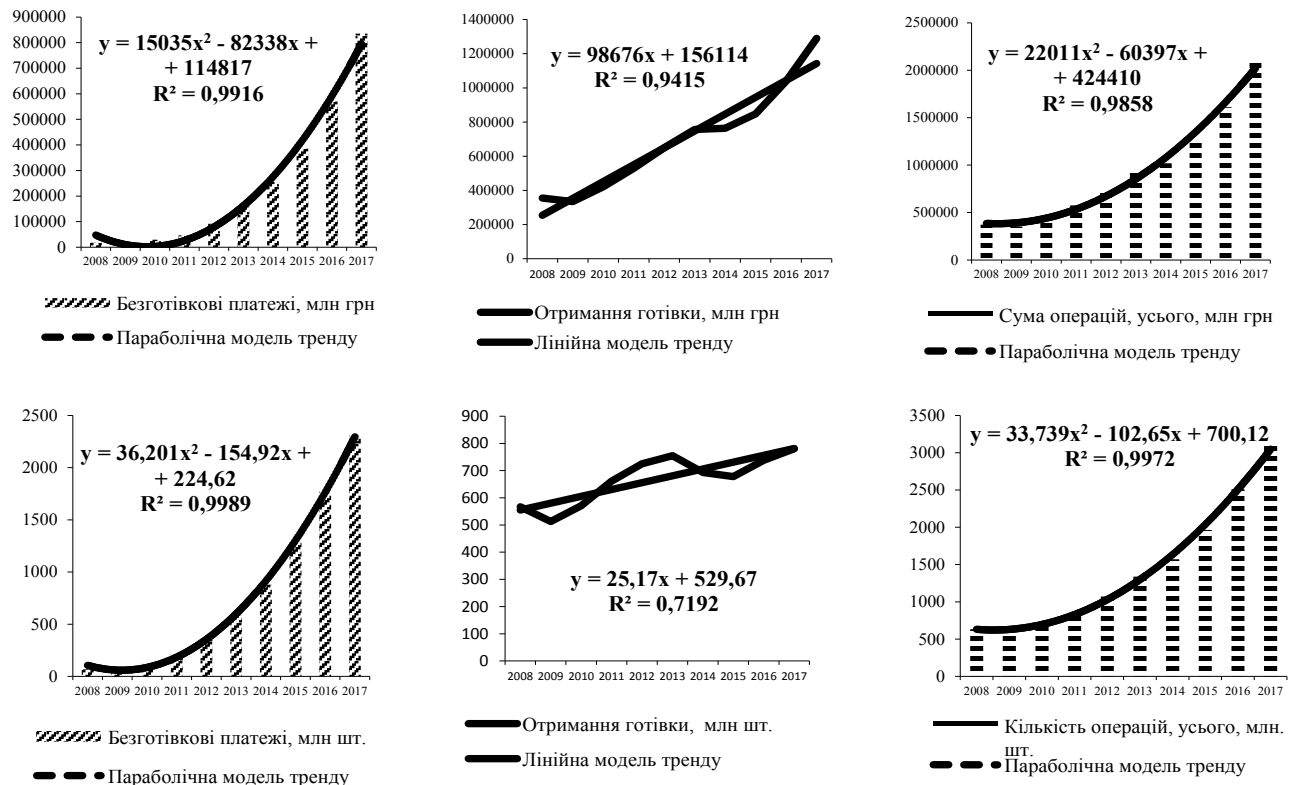 900000
800000
700000
600000
500000
400000
300000
200000
100000
0
y = 15035x² - 82338x +
+ 114817
R² = 0,9916
2008 2009 2010 2011 2012 2013 2014 2015 2016 2017
Безготівкові платежі, млн грн
Параболічна модель тренду
1400000
1200000
1000000
800000
600000
400000
200000
0
y = 98676x + 156114
R² = 0,9415
2008 2009 2010 2011 2012 2013 2014 2015 2016 2017
Отримання готівки, млн грн
Лінійна модель тренду
2500000
2000000
1500000
1000000
500000
0
y = 22011x² - 60397x +
+ 424410
R² = 0,9858
2008 2009 2010 2011 2012 2013 2014 2015 2016 2017
Сума операцій, усього, млн грн
Параболічна модель тренду
2500
2000
1500
1000
500
0
y = 36,201x² - 154,92x +
+ 224,62
R² = 0,9989
2008 2009 2010 2011 2012 2013 2014 2015 2016 2017
Безготівкові платежі, млн шт.
Параболічна модель тренду
900
800
700
600
500
400
300
200
100
0
y = 25,17x + 529,67
R² = 0,7192
2008 2009 2010 2011 2012 2013 2014 2015 2016 2017
Отримання готівки, млн шт.
Лінійна модель тренду
3500
3000
2500
2000
1500
1000
500
0
y = 33,739x² - 102,65x + 700,12
R² = 0,9972
2008 2009 2010 2011 2012 2013 2014 2015 2016 2017
Кількість операцій, усього, млн.
шт.
Параболічна модель тренду